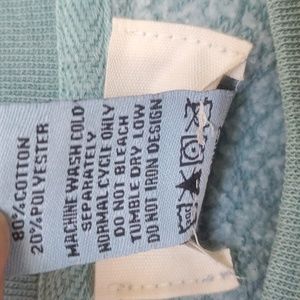 80%COTTON
20%POLYESTER
MACHINE WASH COLD
SEPARATELY
NORMAL CYCLE ONLY
DO NOT BLEACH
TUMBLE DRY LOW
DO NOT IRON DESIGN